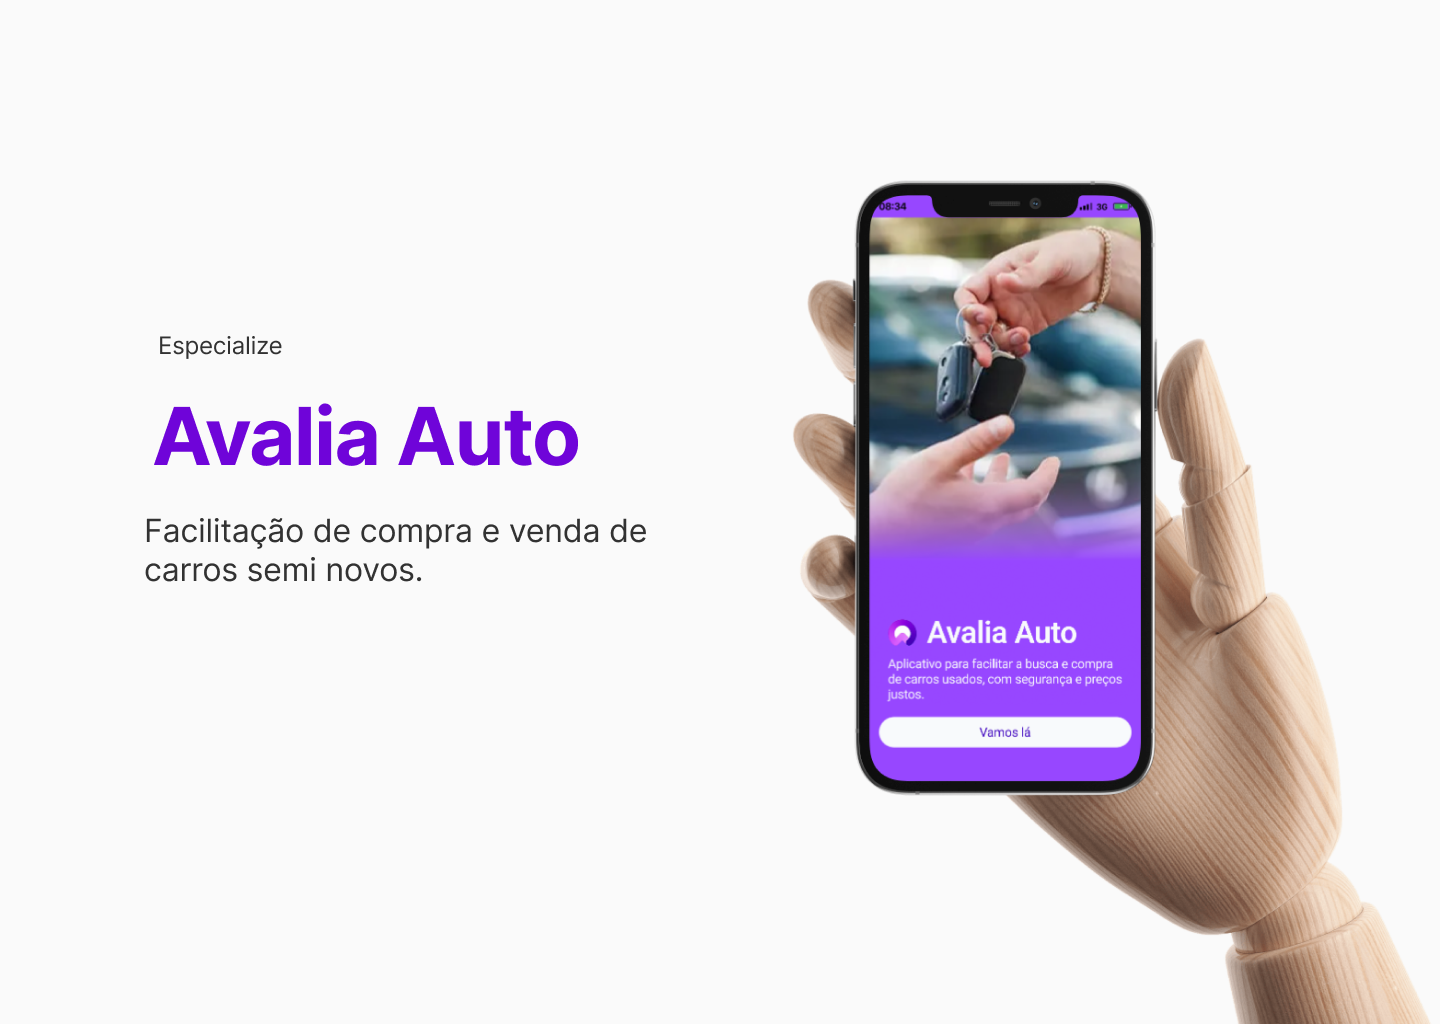 Especialize
Avalia Auto
Facilitação de compra e venda de
carros semi novos.
08:34
3G
Avalia Auto
Aplicativo para facilitar a busca e compra
de carros usados, com segurança e preços
justos.
Vamos lá